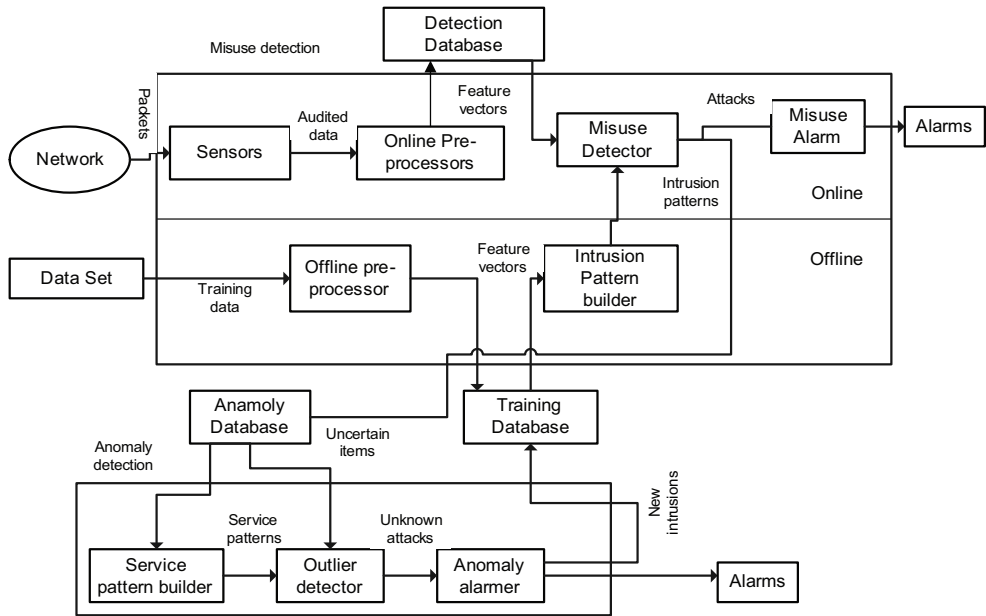 Detection
Database
Misuse detection
Packets
Feature
vectors
Attacks
Audited
data
Network
Sensors
Online Pre-
processors
Misuse
Detector
Misuse
Alarm
Alarms
Intrusion
patterns
Online
Offline
Data Set
Training
data
Offline pre-
processor
Feature
vectors
Intrusion
Pattern
builder
Anamoly
Database
Uncertain
items
Training
Database
Anomaly
detection
New
intrusions
Service
patterns
Unknown
attacks
Service
pattern builder
Outlier
detector
Anomaly
alarmer
Alarms